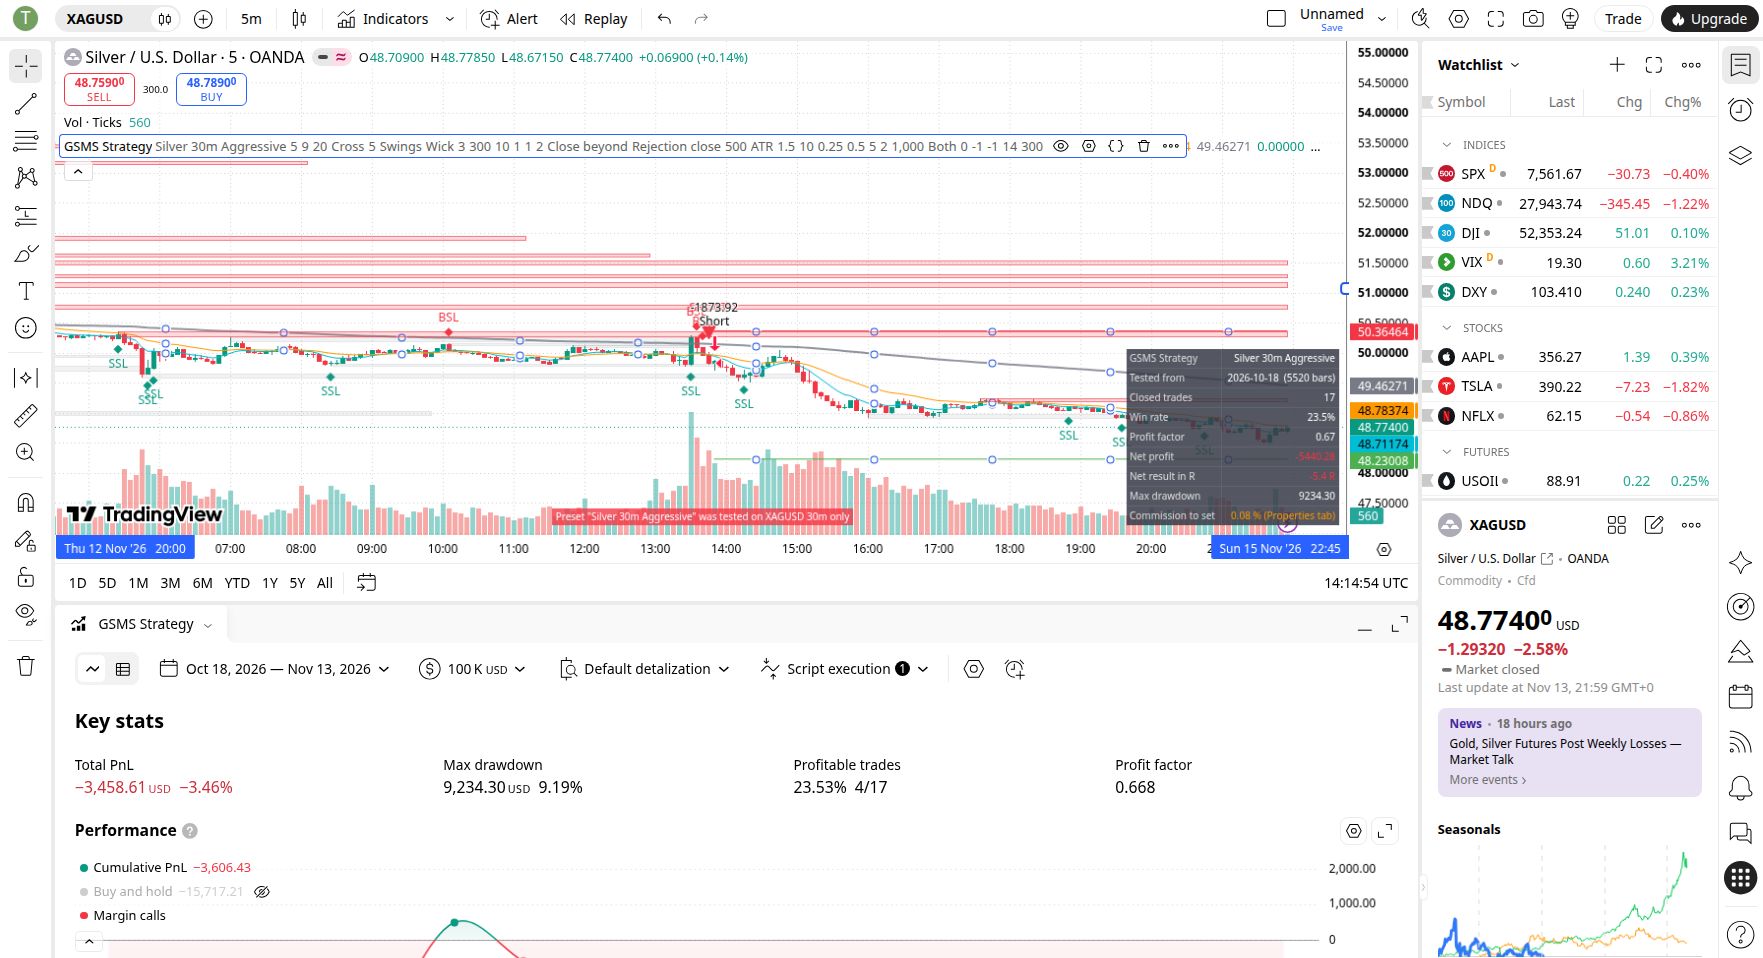 T XAGUSD 5m Indicators Alert Replay Unnamed Save Trade Upgrade
Silver / U.S. Dollar · 5 · OANDA O48.70900 H48.77850 L48.67150 C48.77400 +0.06900 (+0.14%)
48.75900 SELL 300.0 48.78900 BUY
Vol · Ticks 560
GSMS Strategy Silver 30m Aggressive 5 9 20 Cross 5 Swings Wick 3 300 10 1 1 2 Close beyond Rejection close 500 ATR 1.5 10 0.25 0.5 5 2 1,000 Both 0 -1 -1 14 300 49.46271 0.00000 ...
55.00000
54.50000
54.00000
53.50000
53.00000
52.50000
52.00000
51.50000
51.00000
50.50000
50.36464
50.00000
49.46271
48.78374
48.77400
48.71174
48.23008
48.00000
47.50000
560
BSL
-1873.92
Short
SSL
SSL
SSL
SSL
SSL
SSL
SSL
GSMS Strategy Silver 30m Aggressive
Tested from 2026-10-18 (5520 bars)
Closed trades 17
Win rate 23.5%
Profit factor 0.67
Net profit -5440.28
Net result in R -5.4 R
Max drawdown 9234.30
Commission to set 0.08 % (Properties tab)
TradingView
Preset "Silver 30m Aggressive" was tested on XAGUSD 30m only
Thu 12 Nov '26 20:00 07:00 08:00 09:00 10:00 11:00 12:00 13:00 14:00 15:00 16:00 17:00 18:00 19:00 20:00 Sun 15 Nov '26 22:45
1D 5D 1M 3M 6M YTD 1Y 5Y All 14:14:54 UTC
GSMS Strategy
Oct 18, 2026 — Nov 13, 2026 100 K USD Default detalization Script execution 1
Key stats
Total PnL Max drawdown Profitable trades Profit factor
−3,458.61 USD −3.46% 9,234.30 USD 9.19% 23.53% 4/17 0.668
Performance ?
Cumulative PnL −3,606.43
Buy and hold −15,717.21
Margin calls
2,000.00
1,000.00
0
Watchlist
Symbol Last Chg Chg%
INDICES
SPX D 7,561.67 −30.73 −0.40%
NDQ 27,943.74 −345.45 −1.22%
DJI 52,353.24 51.01 0.10%
VIX D 19.30 0.60 3.21%
DXY 103.410 0.240 0.23%
STOCKS
AAPL 356.27 1.39 0.39%
TSLA 390.22 −7.23 −1.82%
NFLX 62.15 −0.54 −0.86%
FUTURES
USOIL 88.91 0.22 0.25%
XAGUSD
Silver / U.S. Dollar · OANDA
Commodity · Cfd
48.77400 USD
−1.29320 −2.58%
Market closed
Last update at Nov 13, 21:59 GMT+0
News · 18 hours ago
Gold, Silver Futures Post Weekly Losses —
Market Talk
More events ›
Seasonals